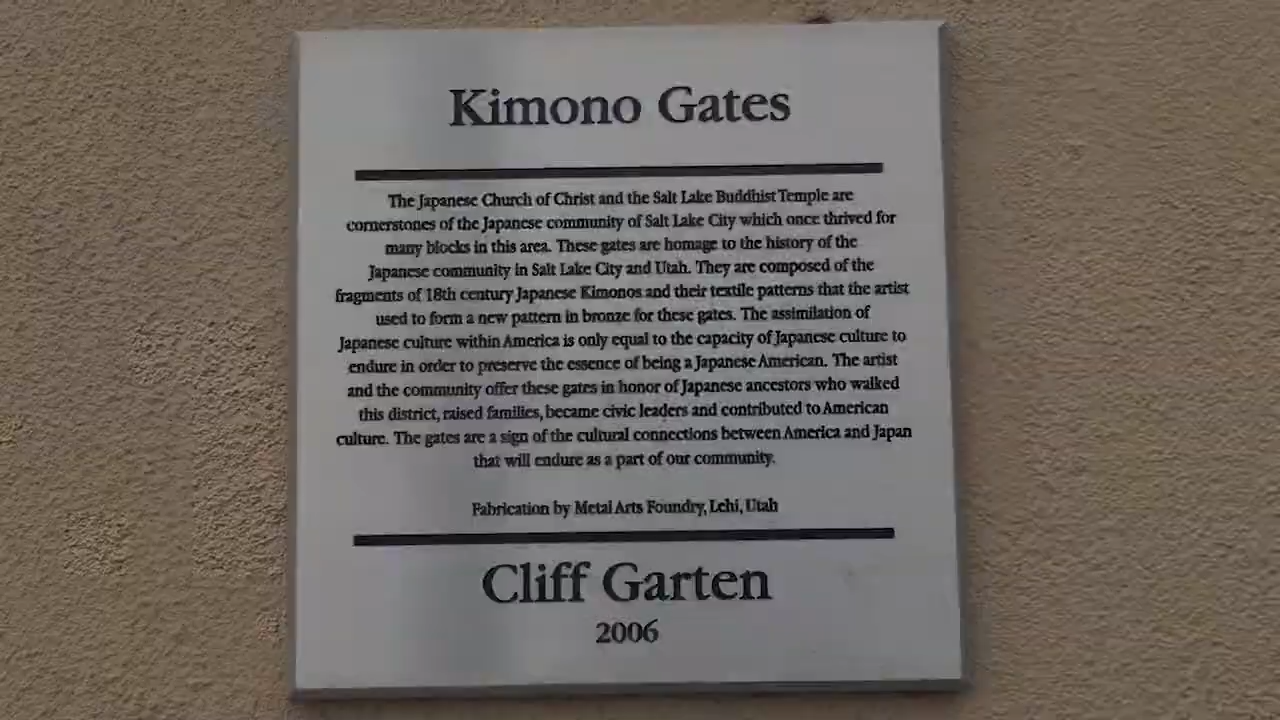 Kimono Gates
The Japanese Church of Christ and the Salt Lake Buddhist Temple are
cornerstones of the Japanese community of Salt Lake City which once thrived for
many blocks in this area. These gates are homage to the history of the
Japanese community in Salt Lake City and Utah. They are composed of the
fragments of 18th century Japanese Kimonos and their textile patterns that the artist
used to form a new pattern in bronze for these gates. The assimilation of
Japanese culture within America is only equal to the capacity of Japanese culture to
endure in order to preserve the essence of being a Japanese American. The artist
and the community offer these gates in honor of Japanese ancestors who walked
this district, raised families, became civic leaders and contributed to American
culture. The gates are a sign of the cultural connections between America and Japan
that will endure as a part of our community.
Fabrication by Metal Arts Foundry, Lehi, Utah
Cliff Garten
2006